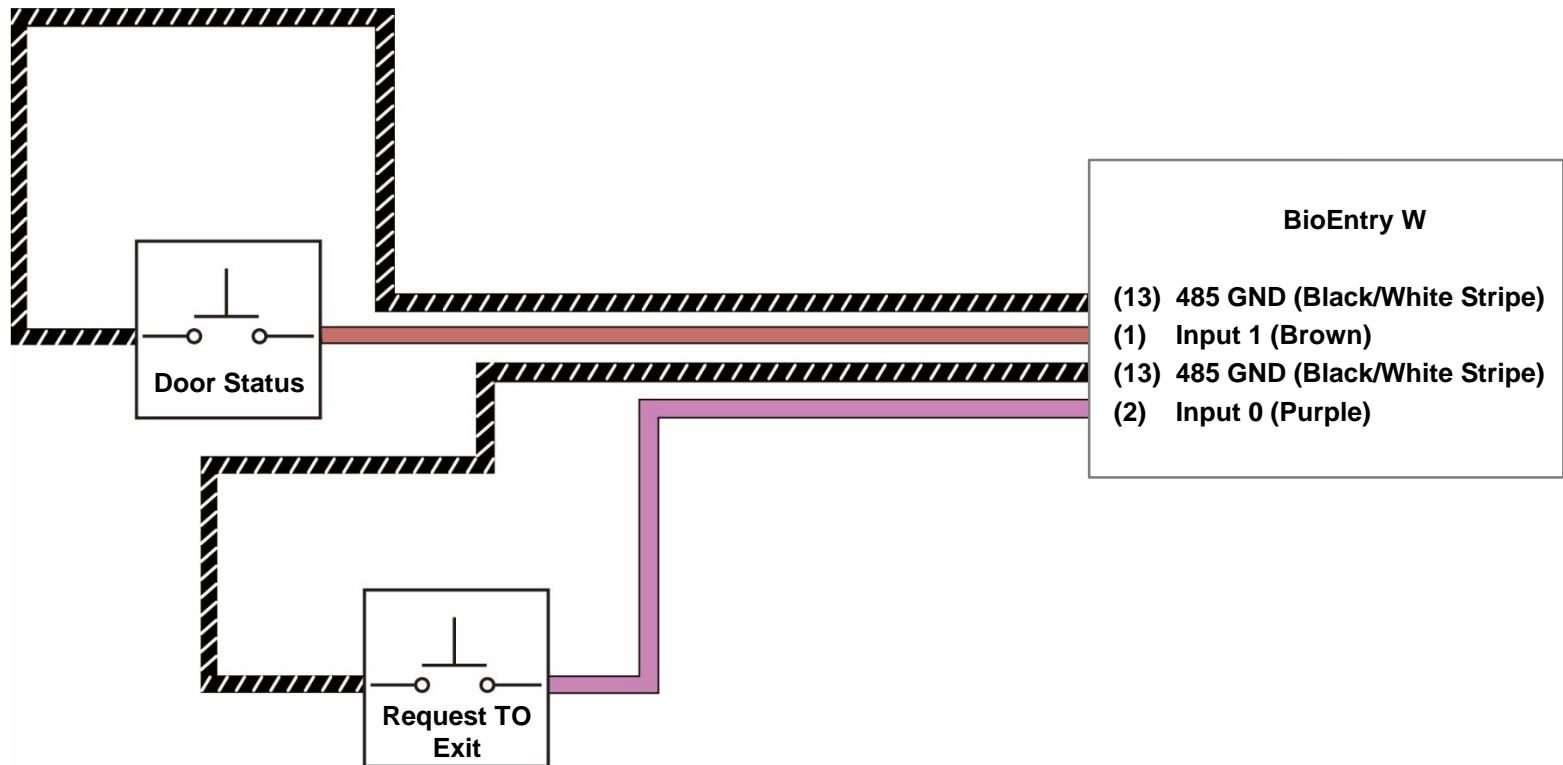 BioEntry W
(13) 485 GND (Black/White Stripe)
(1) Input 1 (Brown)
(13) 485 GND (Black/White Stripe)
(2) Input 0 (Purple)
Door Status
Request TO
Exit